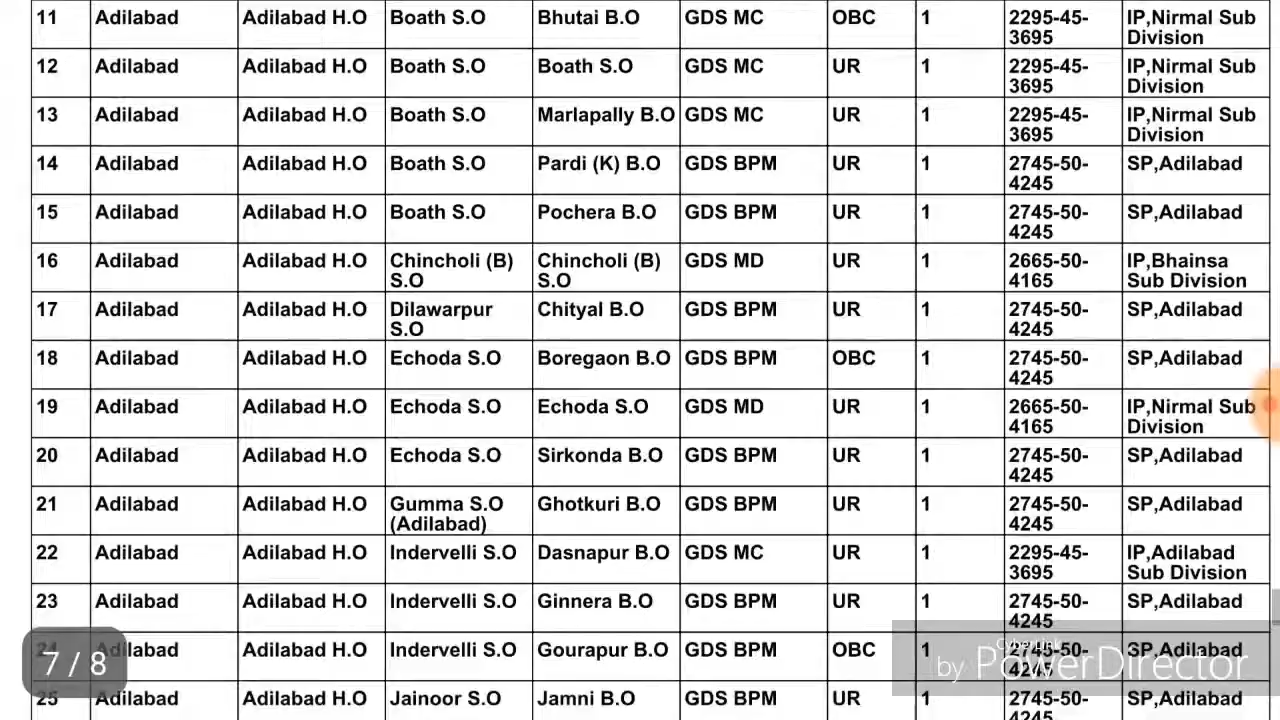 11 Adilabad Adilabad H.O Boath S.O Bhutai B.O GDS MC OBC 1 2295-45- IP,Nirmal Sub
3695 Division
12 Adilabad Adilabad H.O Boath S.O Boath S.O GDS MC UR 1 2295-45- IP,Nirmal Sub
3695 Division
13 Adilabad Adilabad H.O Boath S.O Marlapally B.O GDS MC UR 1 2295-45- IP,Nirmal Sub
3695 Division
14 Adilabad Adilabad H.O Boath S.O Pardi (K) B.O GDS BPM UR 1 2745-50- SP,Adilabad
4245
15 Adilabad Adilabad H.O Boath S.O Pochera B.O GDS BPM UR 1 2745-50- SP,Adilabad
4245
16 Adilabad Adilabad H.O Chincholi (B) Chincholi (B) GDS MD UR 1 2665-50- IP,Bhainsa
S.O S.O 4165 Sub Division
17 Adilabad Adilabad H.O Dilawarpur Chityal B.O GDS BPM UR 1 2745-50- SP,Adilabad
S.O 4245
18 Adilabad Adilabad H.O Echoda S.O Boregaon B.O GDS BPM OBC 1 2745-50- SP,Adilabad
4245
19 Adilabad Adilabad H.O Echoda S.O Echoda S.O GDS MD UR 1 2665-50- IP,Nirmal Sub
4165 Division
20 Adilabad Adilabad H.O Echoda S.O Sirkonda B.O GDS BPM UR 1 2745-50- SP,Adilabad
4245
21 Adilabad Adilabad H.O Gumma S.O Ghotkuri B.O GDS BPM UR 1 2745-50- SP,Adilabad
(Adilabad) 4245
22 Adilabad Adilabad H.O Indervelli S.O Dasnapur B.O GDS MC UR 1 2295-45- IP,Adilabad
3695 Sub Division
23 Adilabad Adilabad H.O Indervelli S.O Ginnera B.O GDS BPM UR 1 2745-50- SP,Adilabad
4245
24 Adilabad Adilabad H.O Indervelli S.O Gourapur B.O GDS BPM OBC 1 2745-50- SP,Adilabad
4245
25 Adilabad Adilabad H.O Jainoor S.O Jamni B.O GDS BPM UR 1 2745-50- SP,Adilabad
4245
7 / 8
CyberLink
by PowerDirector